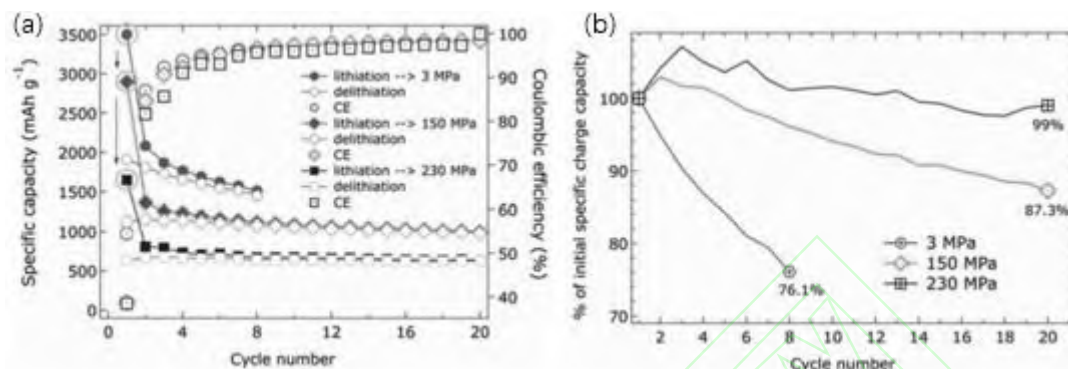 (a)
3500
3000
2500
2000
1500
1000
500
0
Specific capacity (mAh g⁻¹)
100
90
80
70
60
50
40
Coulombic efficiency (%)
lithiation --> 3 MPa
delithiation
CE
lithiation --> 150 MPa
delithiation
CE
lithiation --> 230 MPa
delithiation
CE
0 4 8 12 16 20
Cycle number
(b)
% of initial specific charge capacity
100
90
80
70
99%
87.3%
76.1%
3 MPa
150 MPa
230 MPa
2 4 6 8 10 12 14 16 18 20
Cycle number